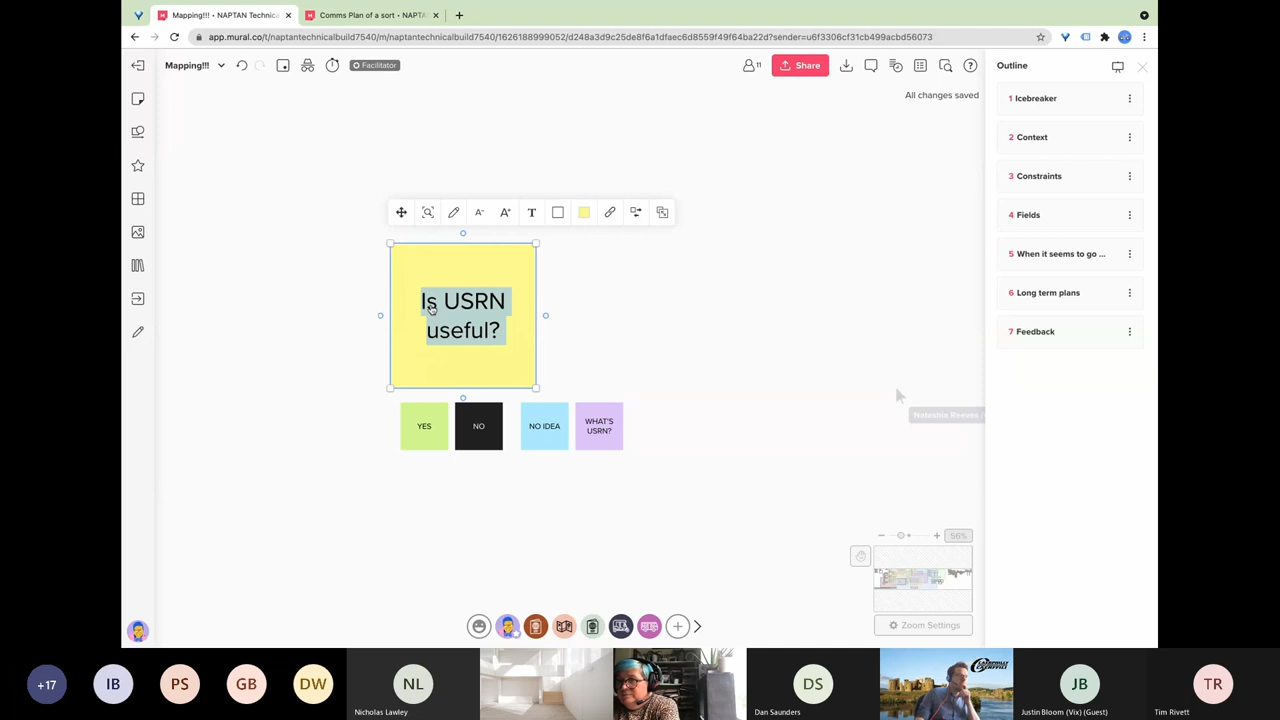 Mapping!!! • NAPTAN Technica
Comms Plan of a sort • NAPTA
app.mural.co/t/naptantechnicalbuild7540/m/naptantechnicalbuild7540/1626188999052/d248a3d9c25de8f6a1dfaec6d8559f49f64ba22d?sender=u6f3306cf31cb499acbd56073
Mapping!!!
Facilitator
11
Share
All changes saved
Outline
1 Icebreaker
2 Context
3 Constraints
4 Fields
5 When it seems to go ...
6 Long term plans
7 Feedback
Is USRN
useful?
YES
NO
NO IDEA
WHAT'S
USRN?
Natashia Reeves
56%
Zoom Settings
+17
IB
PS
GB
DW
NL
DS
JB
TR
Nicholas Lawley
Dan Saunders
Justin Bloom (Vix) (Guest)
Tim Rivett